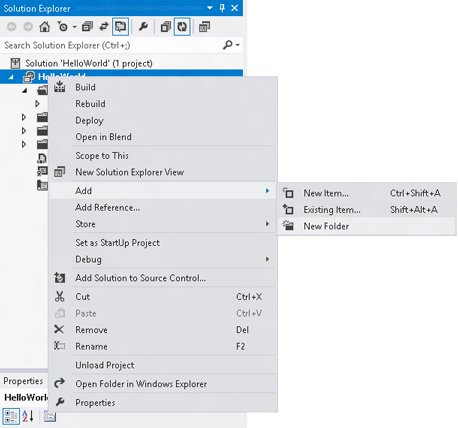 Solution Explorer
Search Solution Explorer (Ctrl+;)
Solution 'HelloWorld' (1 project)
HelloWorld
Build
Rebuild
Deploy
Open in Blend
Scope to This
New Solution Explorer View
Add
New Item... Ctrl+Shift+A
Add Reference...
Existing Item... Shift+Alt+A
Store
New Folder
Set as StartUp Project
Debug
Add Solution to Source Control...
Cut Ctrl+X
Paste Ctrl+V
Remove Del
Rename F2
Unload Project
Properties
Open Folder in Windows Explorer
HelloWorl
Properties